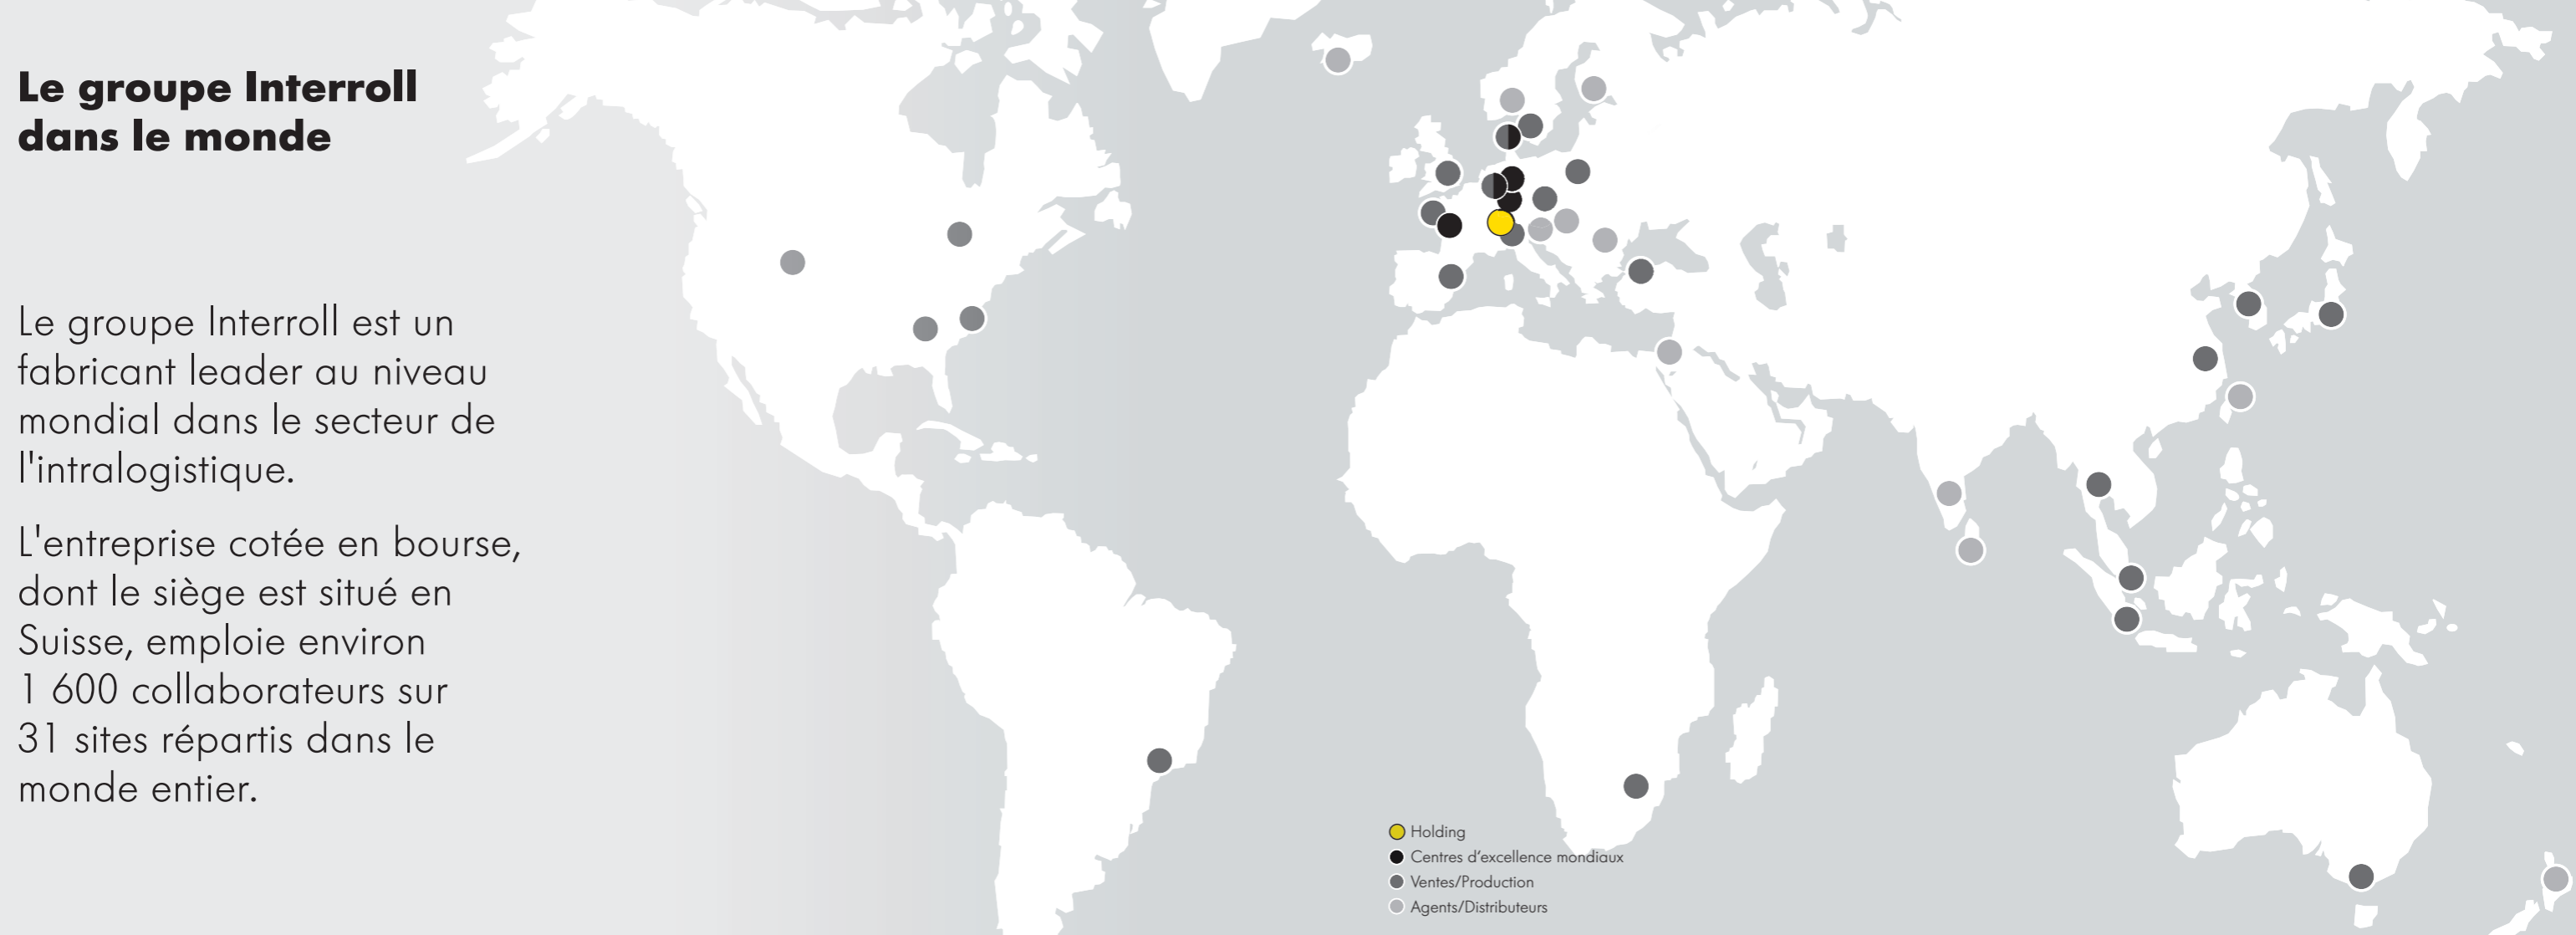 Le groupe Interroll
dans le monde
Le groupe Interroll est un
fabricant leader au niveau
mondial dans le secteur de
l'intralogistique.
L'entreprise cotée en bourse,
dont le siège est situé en
Suisse, emploie environ
1 600 collaborateurs sur
31 sites répartis dans le
monde entier.
Holding
Centres d’excellence mondiaux
Ventes/Production
Agents/Distributeurs